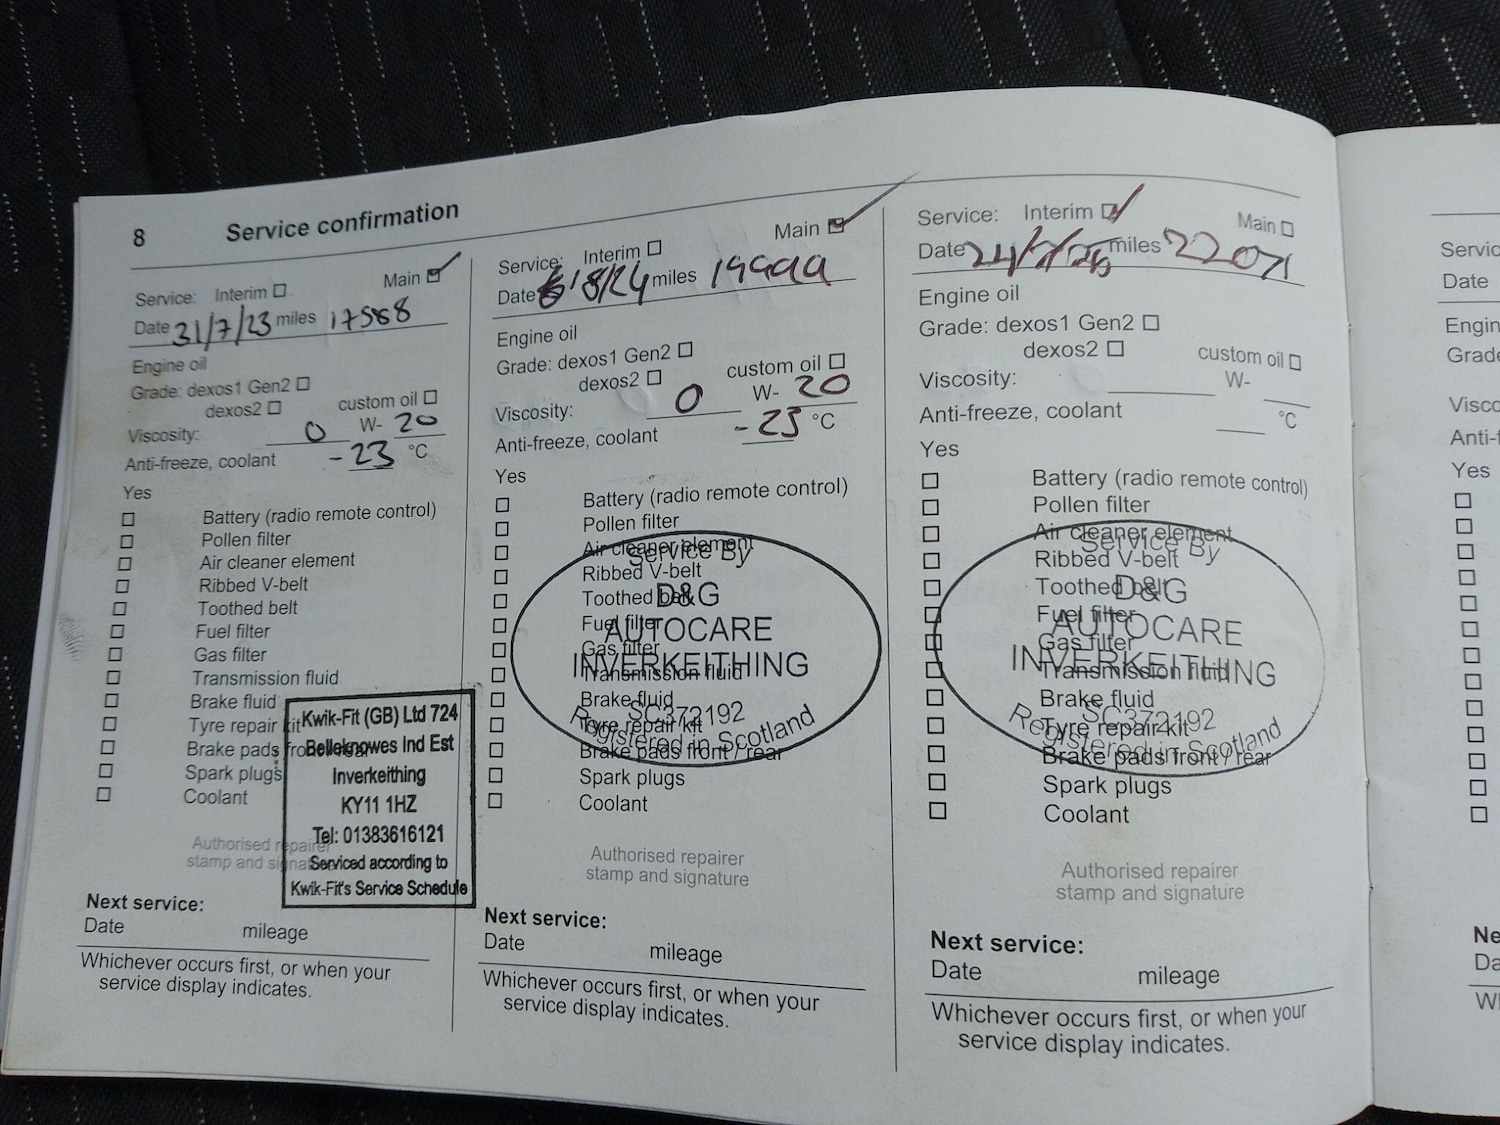 8 Service confirmation
Service: Interim ☐ Main ☑
Date 31/7/23 miles 17588
Engine oil
Grade: dexos1 Gen2 ☐
dexos2 ☐ custom oil ☐
Viscosity: 0 W- 20
Anti-freeze, coolant -23 °C
Yes
☐ Battery (radio remote control)
☐ Pollen filter
☐ Air cleaner element
☐ Ribbed V-belt
☐ Toothed belt
☐ Fuel filter
☐ Gas filter
☐ Transmission fluid
☐ Brake fluid
☐ Tyre repair kit
☐ Brake pads front / rear
☐ Spark plugs
☐ Coolant
Authorised repairer
stamp and signature
Kwik-Fit (GB) Ltd 724
Belleknowes Ind Est
Inverkeithing
KY11 1HZ
Tel: 01383616121
Serviced according to
Kwik-Fit's Service Schedule
Next service:
Date mileage
Whichever occurs first, or when your
service display indicates.
Service: Interim ☐ Main ☑
Date /8/24 miles
Engine oil
Grade: dexos1 Gen2 ☐
dexos2 ☐ custom oil ☐
Viscosity: 0 W- 20
Anti-freeze, coolant -23 °C
Yes
☐ Battery (radio remote control)
☐ Pollen filter
☐ Air cleaner element
☐ Ribbed V-belt
☐ Toothed belt
☐ Fuel filter
☐ Gas filter
☐ Transmission fluid
☐ Brake fluid
☐ Tyre repair kit
☐ Brake pads front / rear
☐ Spark plugs
☐ Coolant
Service By
D&G
AUTOCARE
INVERKEITHING
SC372192
Registered in Scotland
Authorised repairer
stamp and signature
Next service:
Date mileage
Whichever occurs first, or when your
service display indicates.
Service: Interim ☑ Main ☐
Date miles 22071
Engine oil
Grade: dexos1 Gen2 ☐
dexos2 ☐ custom oil ☐
Viscosity: W-
Anti-freeze, coolant °C
Yes
☐ Battery (radio remote control)
☐ Pollen filter
☐ Air cleaner element
☐ Ribbed V-belt
☐ Toothed belt
☐ Fuel filter
☐ Gas filter
☐ Transmission fluid
☐ Brake fluid
☐ Tyre repair kit
☐ Brake pads front / rear
☐ Spark plugs
☐ Coolant
Service By
D&G
AUTOCARE
INVERKEITHING
SC372192
Registered in Scotland
Authorised repairer
stamp and signature
Next service:
Date mileage
Whichever occurs first, or when your
service display indicates.
Servic
Date
Engin
Grade
Visco
Anti-f
Yes
Ne
Da
Wh